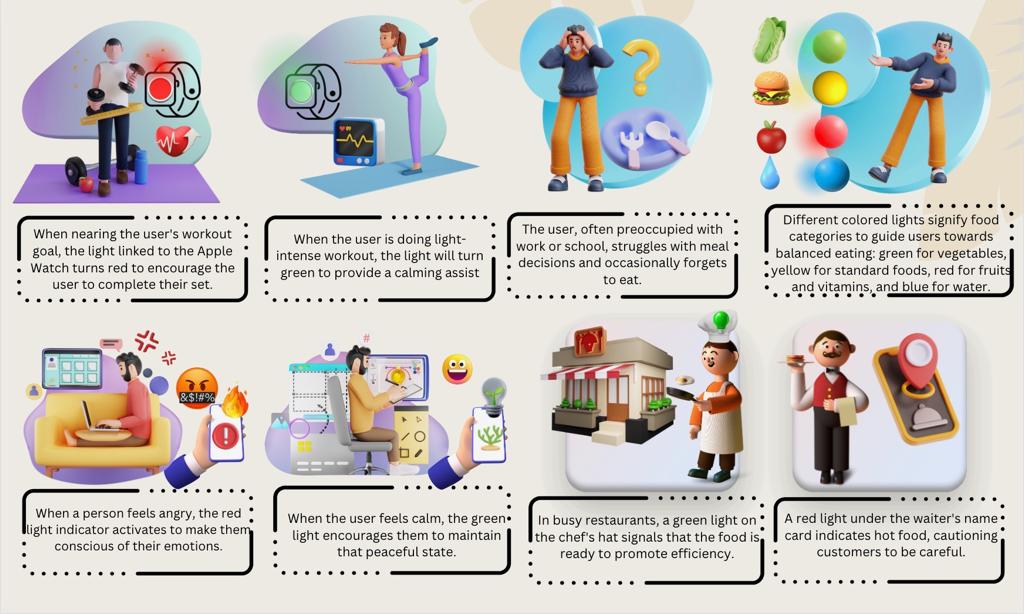 When nearing the user's workout
goal, the light linked to the Apple
Watch turns red to encourage the
user to complete their set.
When the user is doing light-
intense workout, the light will turn
green to provide a calming assist
The user, often preoccupied with
work or school, struggles with meal
decisions and occasionally forgets
to eat.
Different colored lights signify food
categories to guide users towards
balanced eating: green for vegetables,
yellow for standard foods, red for fruits
and vitamins, and blue for water.
&$!#%
#
When a person feels angry, the red
light indicator activates to make them
conscious of their emotions.
When the user feels calm, the green
light encourages them to maintain
that peaceful state.
In busy restaurants, a green light on
the chef's hat signals that the food is
ready to promote efficiency.
A red light under the waiter's name
card indicates hot food, cautioning
customers to be careful.